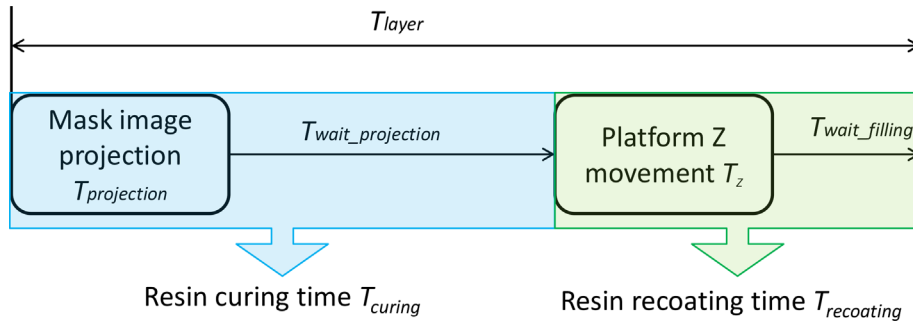 Tlayer
Mask image
projection
Tprojection
Twait_projection
Platform Z
movement Tz
Twait_filling
Resin curing time Tcuring
Resin recoating time Trecoating